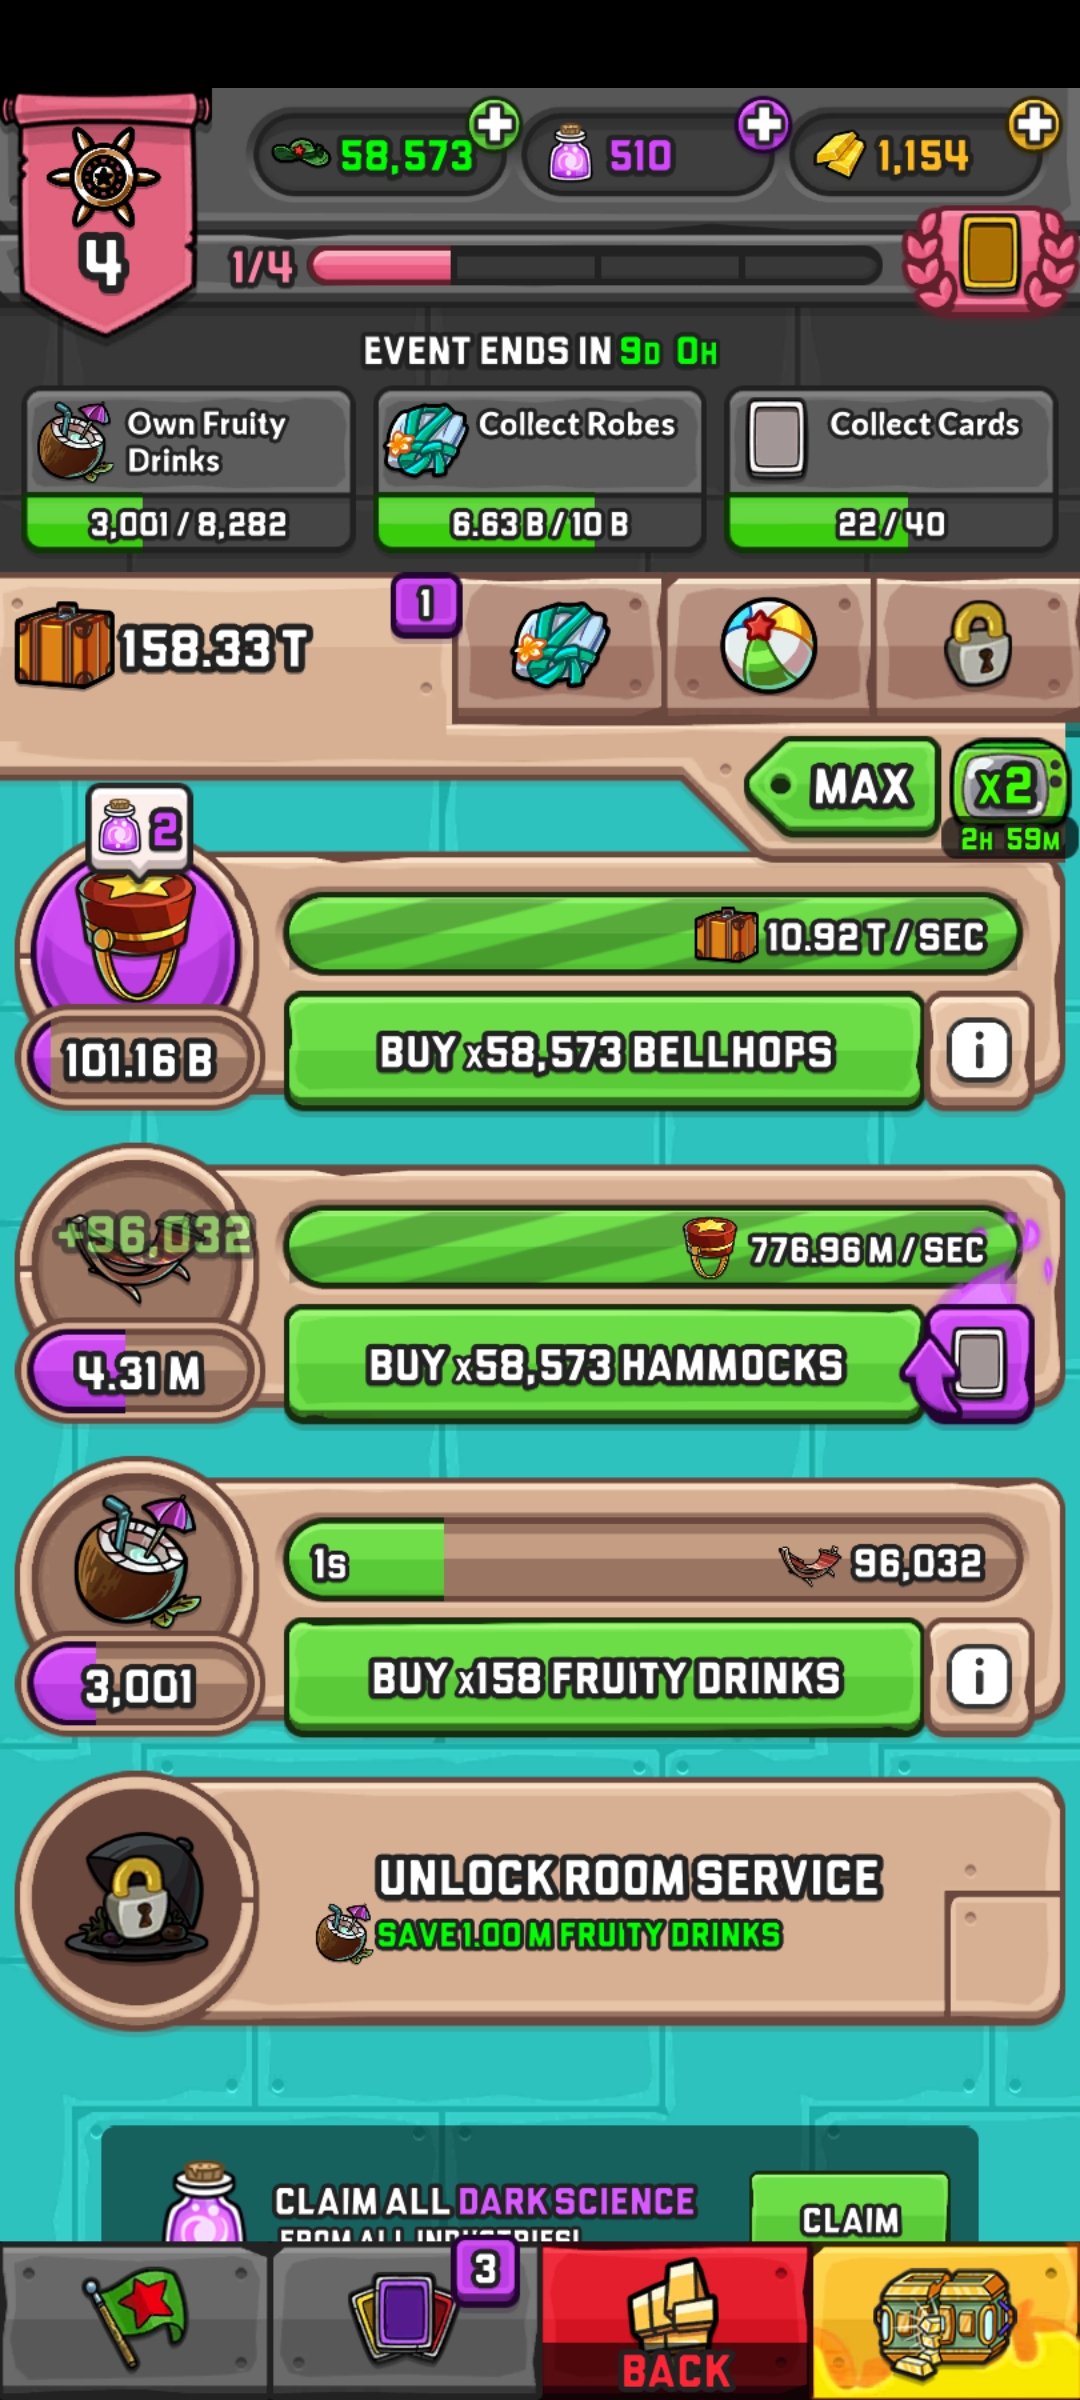 58,573
510
1,154
4
1/4
EVENT ENDS IN 9D 0H
Own Fruity
Drinks
3,001 / 8,282
Collect Robes
6.63 B / 10 B
Collect Cards
22 / 40
158.33 T
1
MAX
x2
2H 59M
2
10.92 T / SEC
101.16 B
BUY x58,573 BELLHOPS
i
+96,032
776.96 M / SEC
4.31 M
BUY x58,573 HAMMOCKS
1s
96,032
3,001
BUY x158 FRUITY DRINKS
i
UNLOCK ROOM SERVICE
SAVE 1.00 M FRUITY DRINKS
CLAIM ALL DARK SCIENCE
FROM ALL INDUSTRIES!
CLAIM
3
BACK